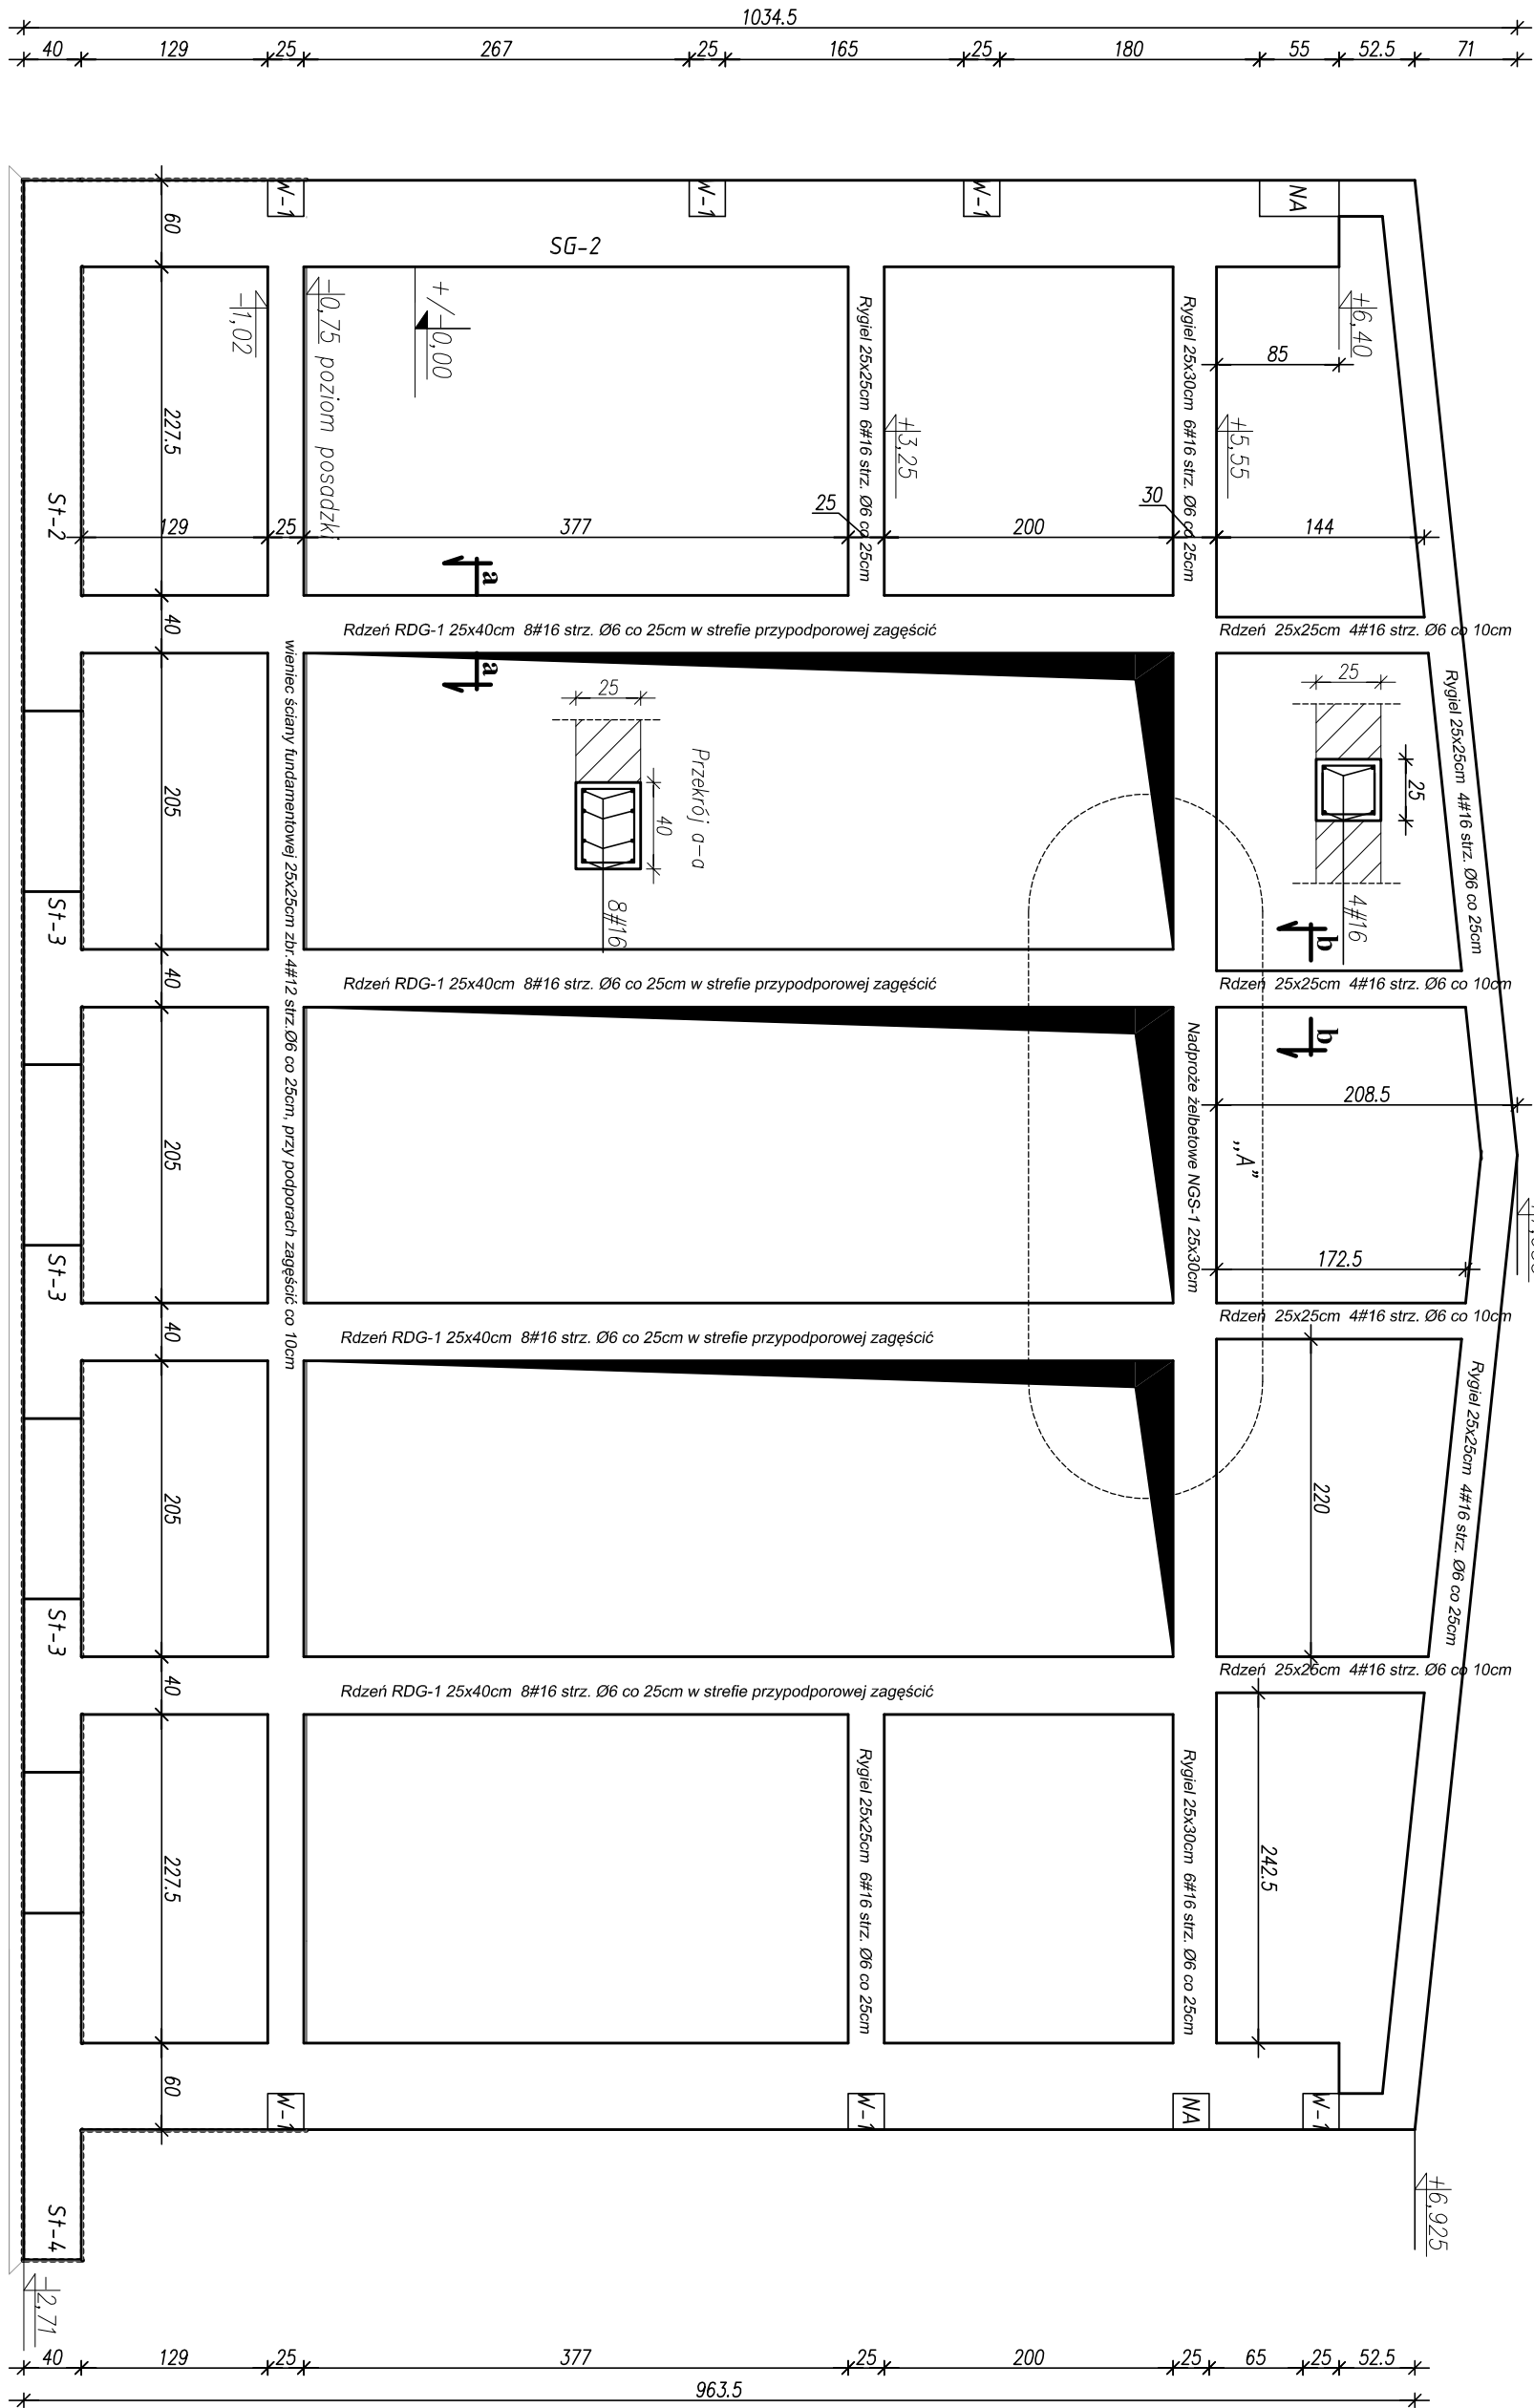 1034.5
40 129 25 267 25 165 25 180 55 52.5 71
W-1 W-1 W-1 NA
60
SG-2
-1,02
-0,75 poziom posadzki
+/-0,00
Rygiel 25x25cm 6#16 strz. Ø6 co 25cm
+3,25
Rygiel 25x30cm 6#16 strz. Ø6 co 25cm
+5,55
+6,40
85
227.5
St-2
129 25 377 25 200 30 144
a
40
Rdzeń RDG-1 25x40cm 8#16 strz. Ø6 co 25cm w strefie przypodporowej zagęścić
Rdzeń 25x25cm 4#16 strz. Ø6 co 10cm
a
wieniec ściany fundamentowej 25x25cm zbr.4#12 strz.Ø6 co 25cm, przy podporach zagęścić co 10cm
25
Przekrój a-a
40
8#16
25
25
4#16
Rygiel 25x25cm 4#16 strz. Ø6 co 25cm
205
St-3
b
40
Rdzeń RDG-1 25x40cm 8#16 strz. Ø6 co 25cm w strefie przypodporowej zagęścić
Rdzeń 25x25cm 4#16 strz. Ø6 co 10cm
b
Nadproże żelbetowe NGS-1 25x30cm
208.5
„A”
205
172.5
St-3
40
Rdzeń RDG-1 25x40cm 8#16 strz. Ø6 co 25cm w strefie przypodporowej zagęścić
Rdzeń 25x25cm 4#16 strz. Ø6 co 10cm
Rygiel 25x25cm 4#16 strz. Ø6 co 25cm
220
205
St-3
40
Rdzeń RDG-1 25x40cm 8#16 strz. Ø6 co 25cm w strefie przypodporowej zagęścić
Rdzeń 25x25cm 4#16 strz. Ø6 co 10cm
Rygiel 25x25cm 6#16 strz. Ø6 co 25cm
Rygiel 25x30cm 6#16 strz. Ø6 co 25cm
242.5
227.5
60
W-1 W-1 NA W-1
+6,925
St-4
-2,71
40 129 25 377 25 200 25 65 25 52.5
963.5